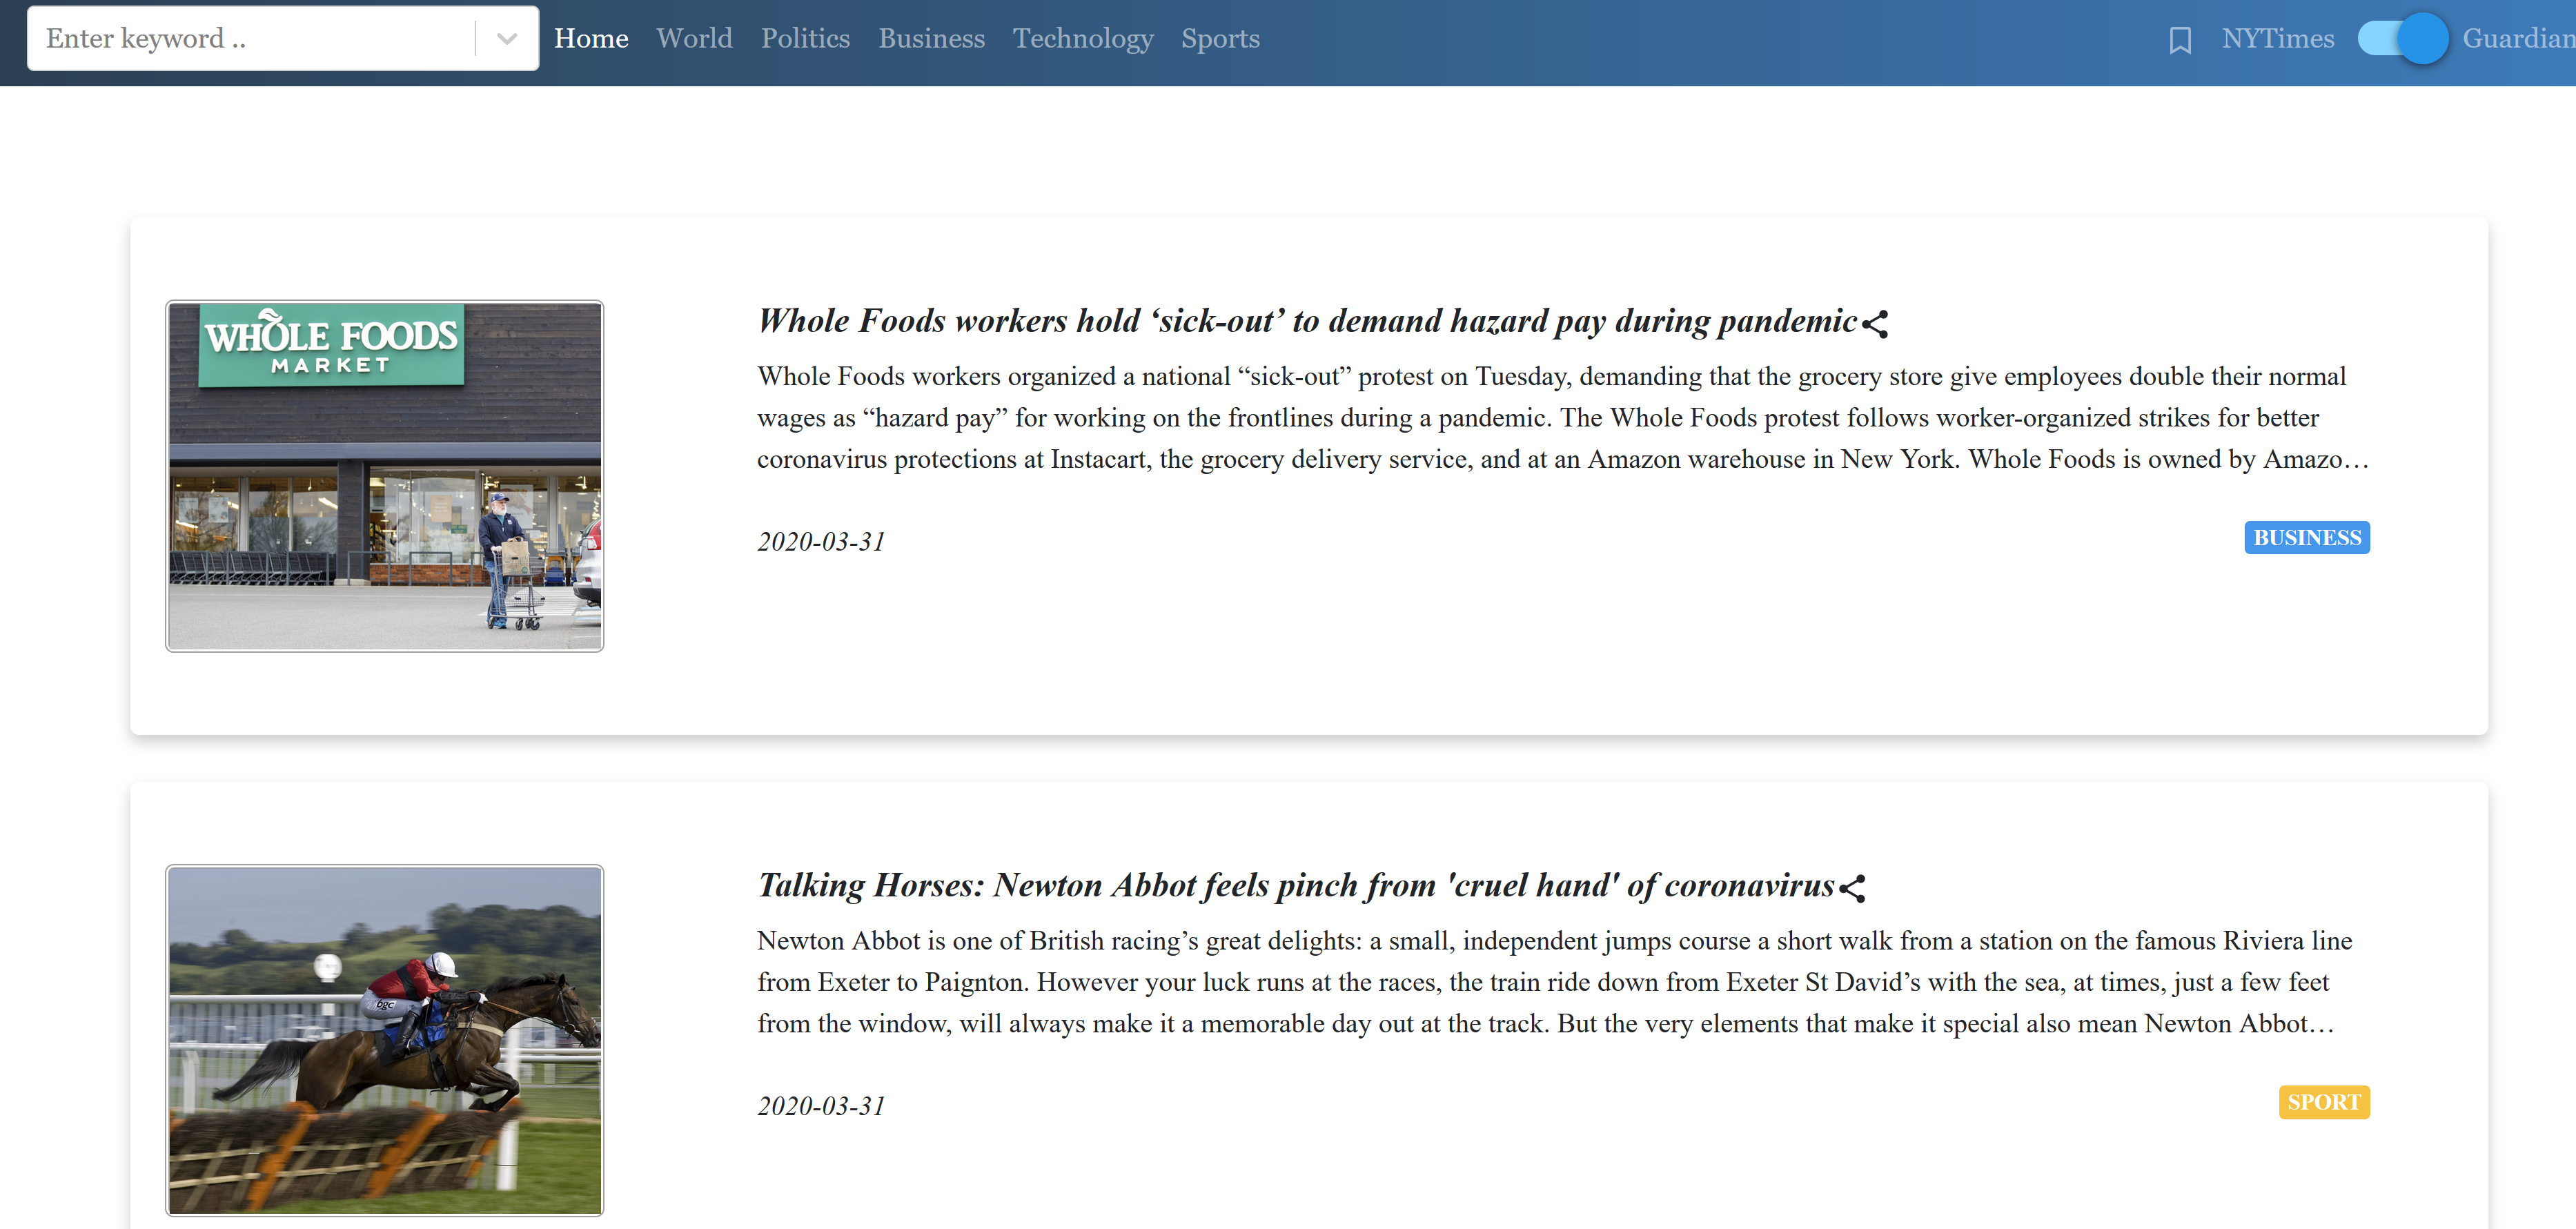 Enter keyword ..
Home World Politics Business Technology Sports
NYTimes Guardian
WHOLE FOODS
MARKET
Whole Foods workers hold ‘sick-out’ to demand hazard pay during pandemic
Whole Foods workers organized a national “sick-out” protest on Tuesday, demanding that the grocery store give employees double their normal
wages as “hazard pay” for working on the frontlines during a pandemic. The Whole Foods protest follows worker-organized strikes for better
coronavirus protections at Instacart, the grocery delivery service, and at an Amazon warehouse in New York. Whole Foods is owned by Amazo…
2020-03-31
BUSINESS
Talking Horses: Newton Abbot feels pinch from 'cruel hand' of coronavirus
Newton Abbot is one of British racing’s great delights: a small, independent jumps course a short walk from a station on the famous Riviera line
from Exeter to Paignton. However your luck runs at the races, the train ride down from Exeter St David’s with the sea, at times, just a few feet
from the window, will always make it a memorable day out at the track. But the very elements that make it special also mean Newton Abbot…
bgc
2020-03-31
SPORT